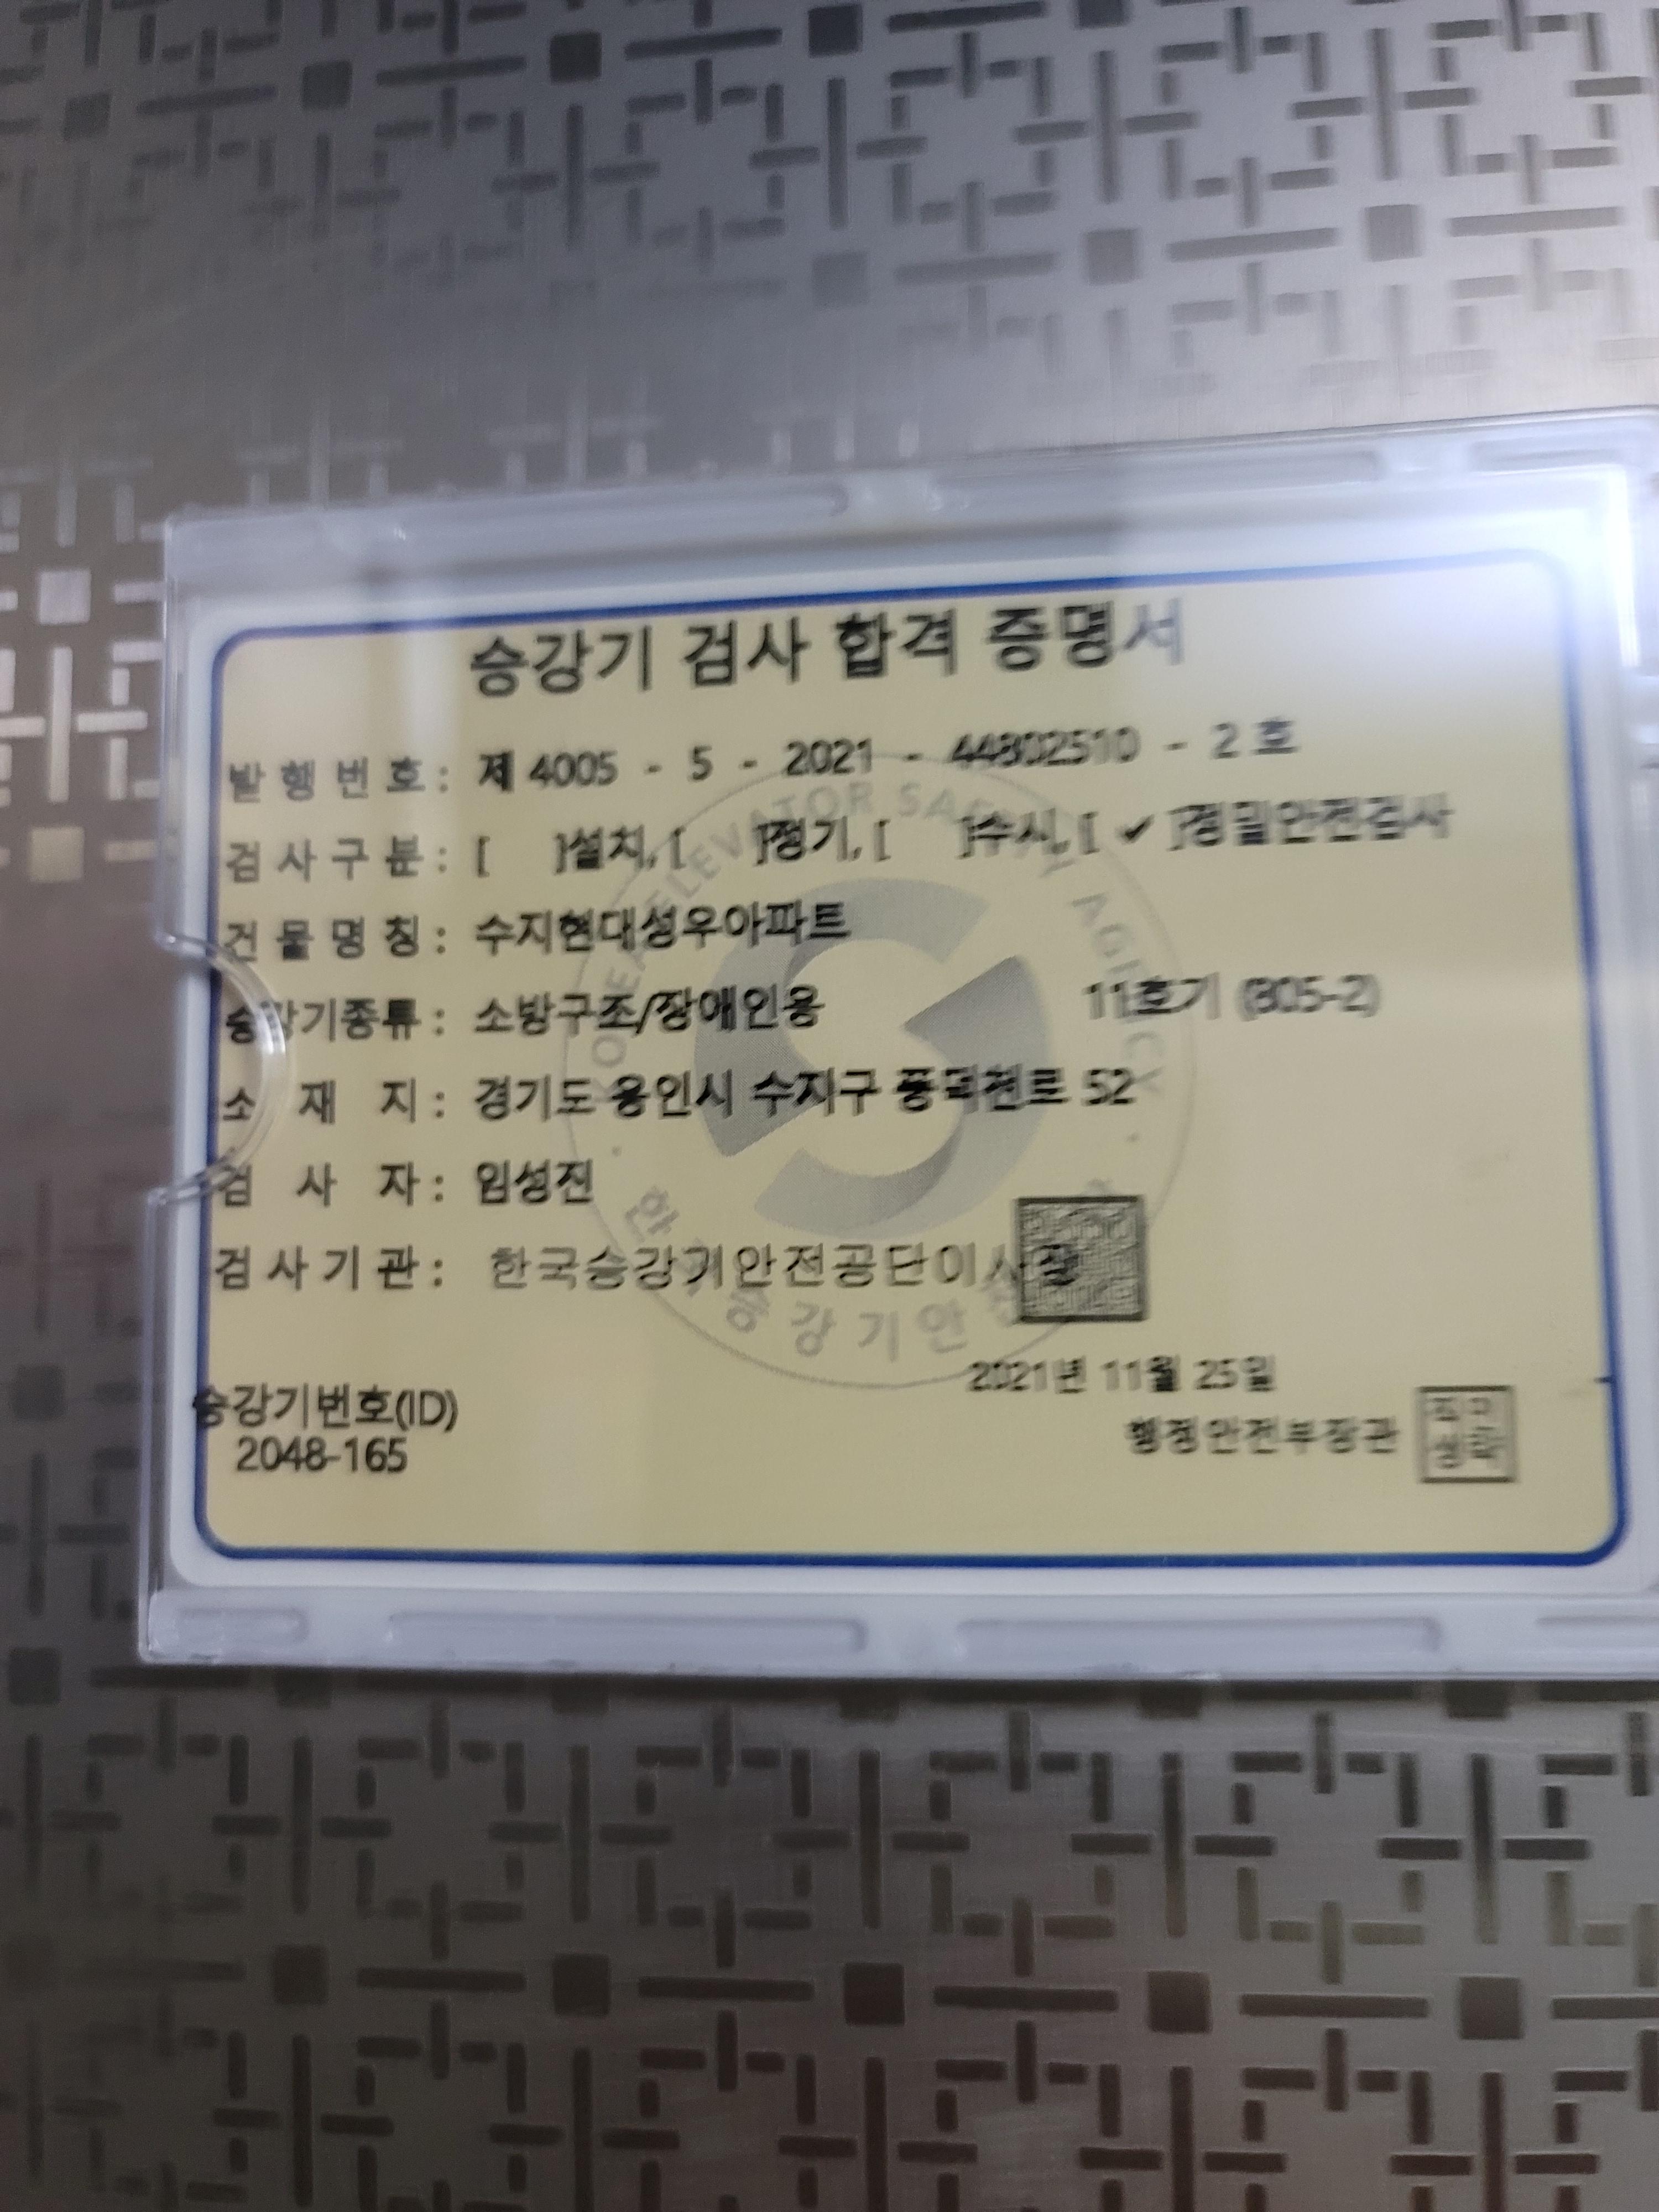 승강기 검사 합격 증명서
발행번호 : 제 4005 - 5 - 2021 - 44802510 - 2 호
검사구분 : [ ]설치, [ ]정기, [ ]수시, [ ✔ ]정밀안전검사
건물명칭 : 수지현대성우아파트
승강기종류 : 소방구조/장애인용 11호기 (305-2)
소재지 : 경기도 용인시 수지구 풍덕천로 52
검사자 : 임성진
검사기관 : 한국승강기안전공단이사장
2021년 11월 25일
승강기번호(ID)
행정안전부장관
2048-165
KOREA ELEVATOR SAFETY AGENCY